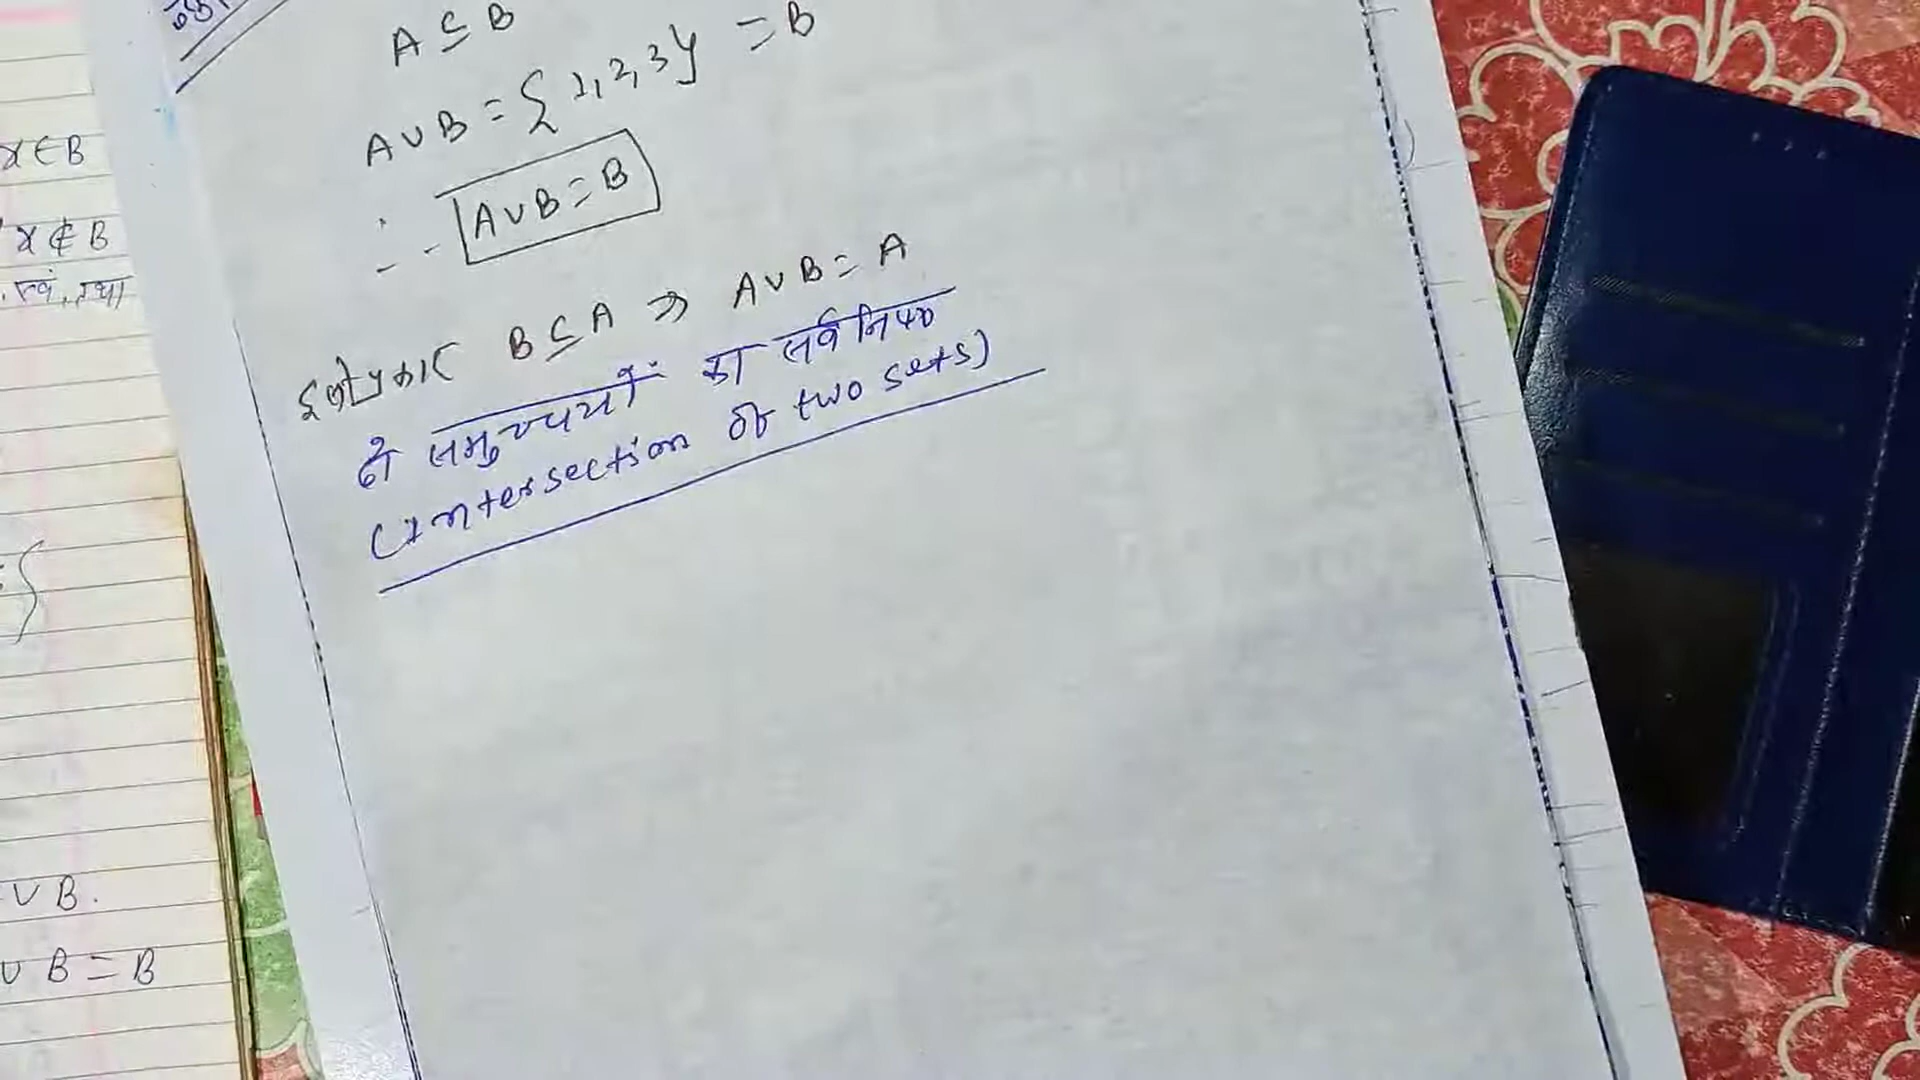 A ⊆ B
A∪B = {1, 2, 3} = B
∴ A∪B = B
इसी प्रकार B ⊆ A ⇒ A∪B = A
दो समुच्चयों का सर्वनिष्ठ
(Intersection of two sets)
x ∈ B
x ∉ B
∪ B.
∪ B = B